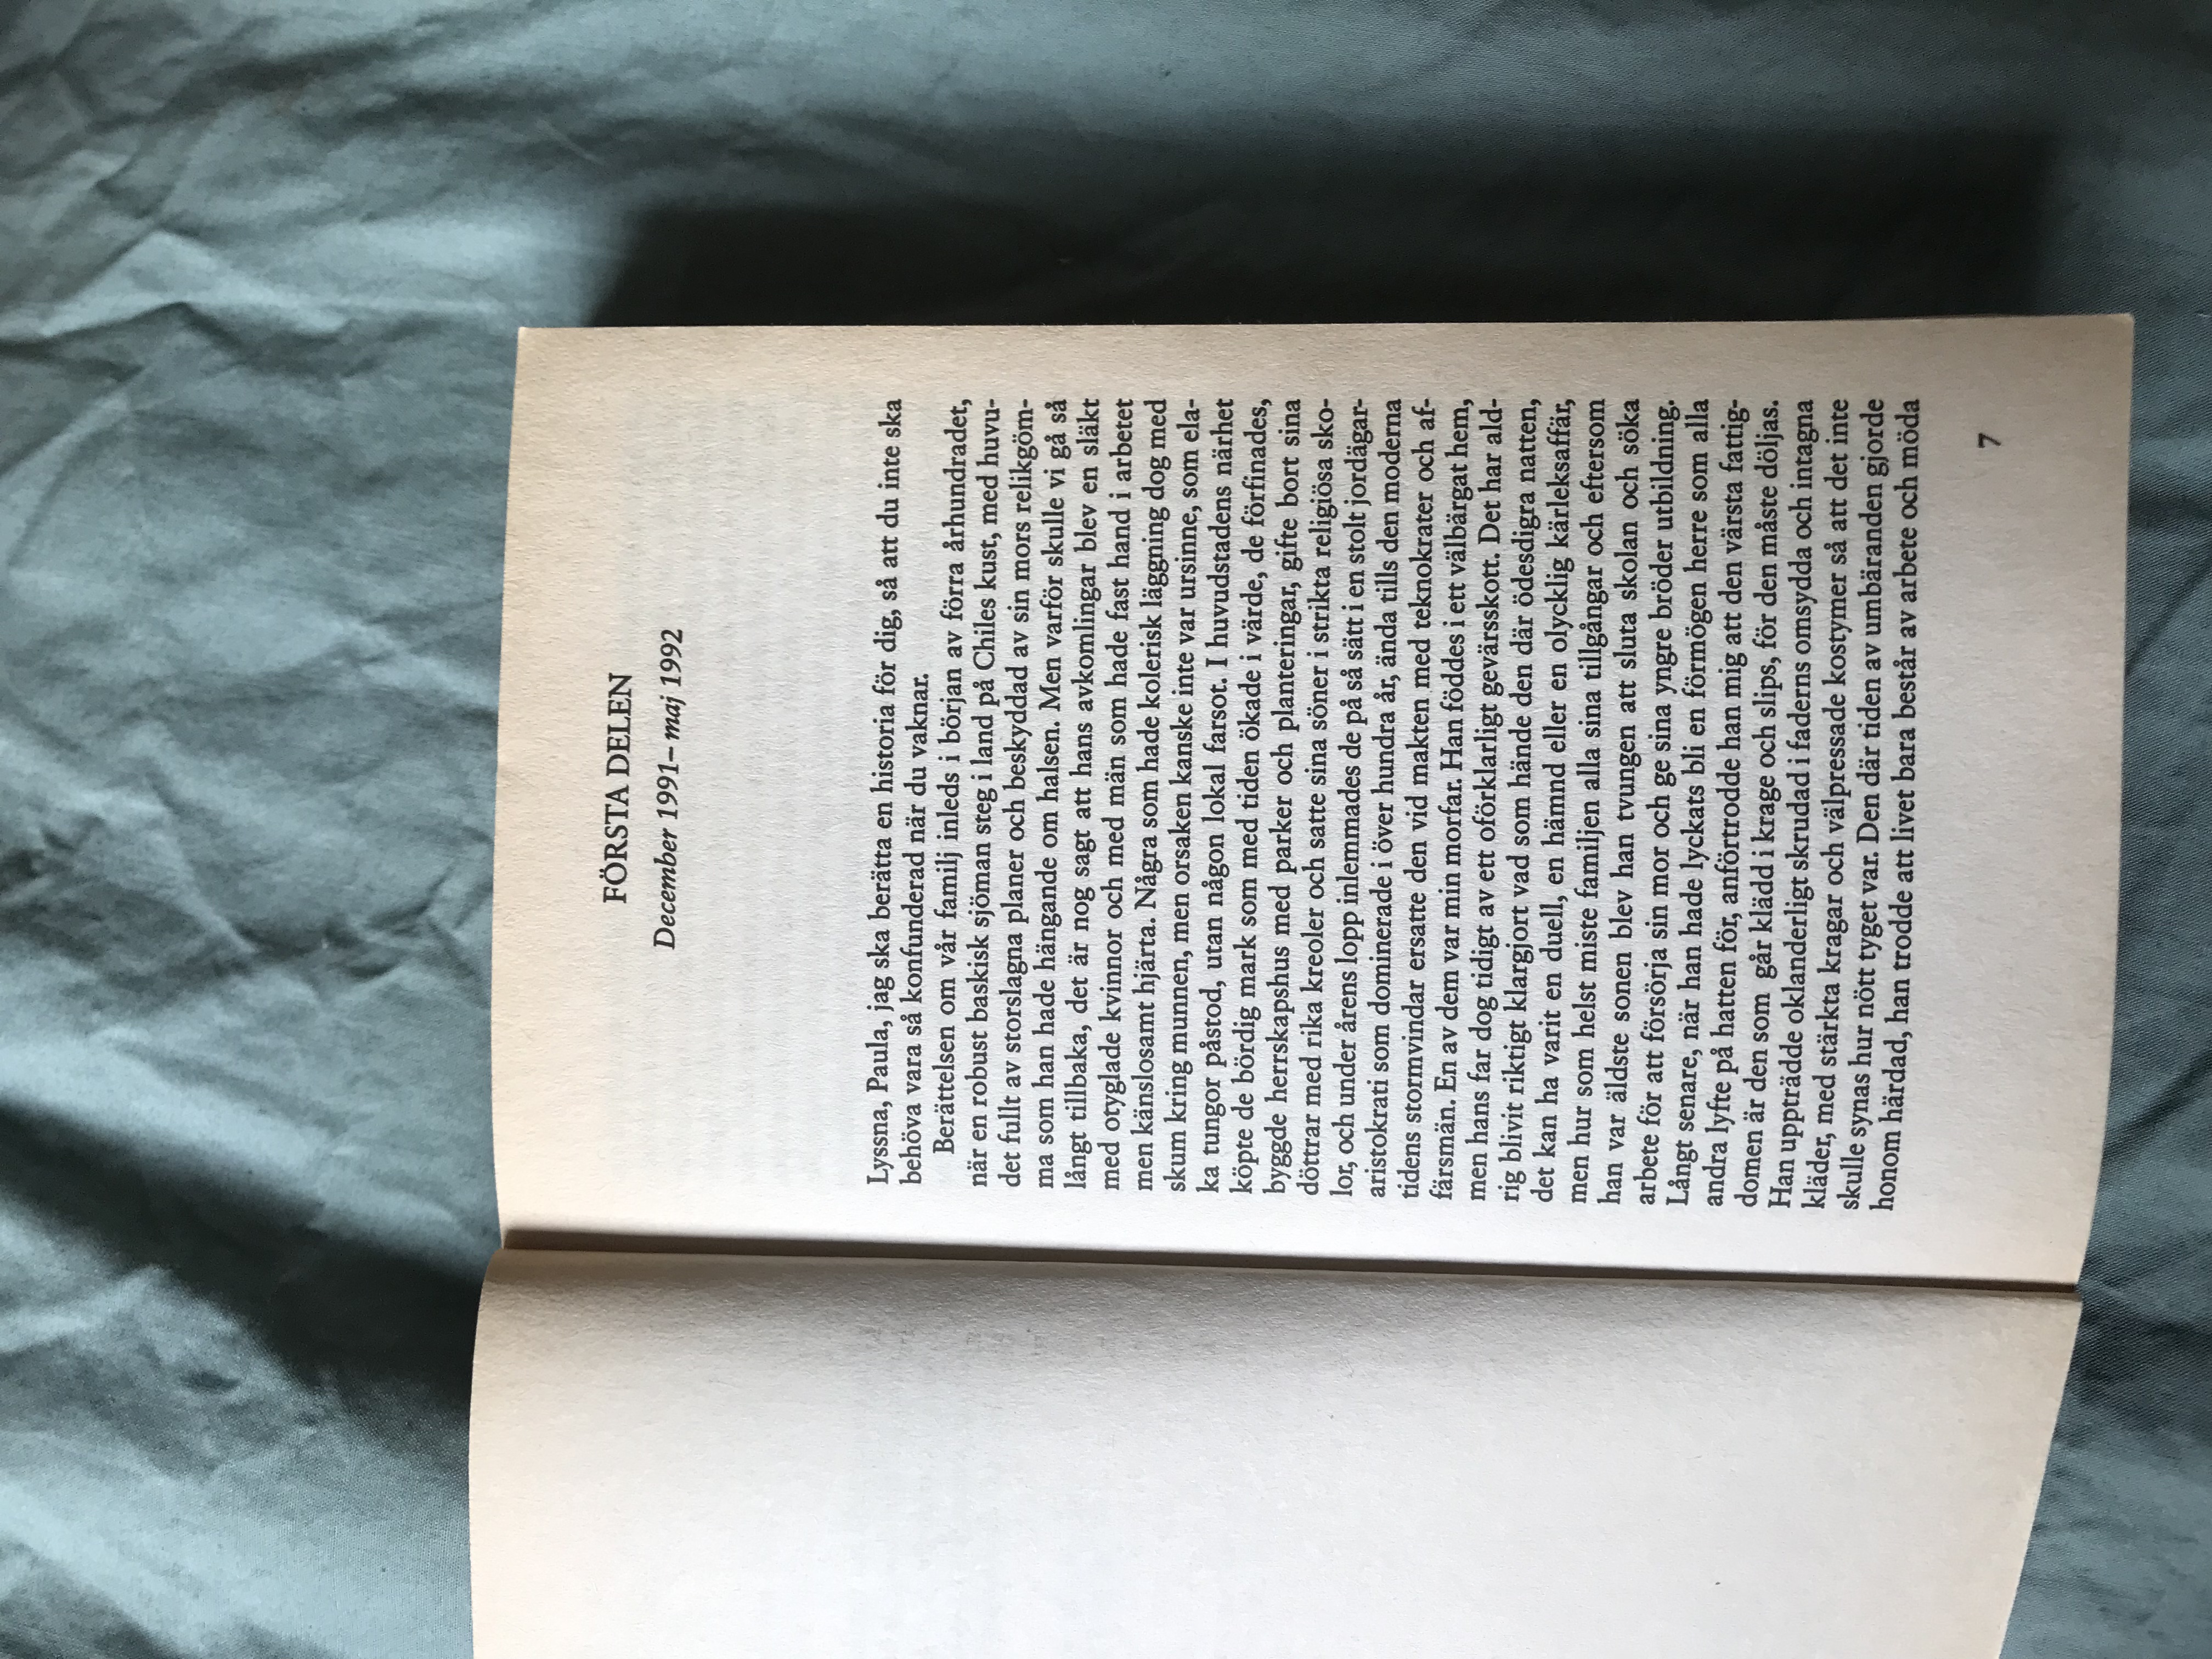 FÖRSTA DELEN
December 1991– maj 1992
Lyssna, Paula, jag ska berätta en historia för dig, så att du inte ska
behöva vara så konfunderad när du vaknar.
Berättelsen om vår familj inleds i början av förra århundradet,
när en robust baskisk sjöman steg i land på Chiles kust, med huvu-
det fullt av storslagna planer och beskyddad av sin mors relikgöm-
ma som han hade hängande om halsen. Men varför skulle vi gå så
långt tillbaka, det är nog sagt att hans avkomlingar blev en släkt
med otyglade kvinnor och med män som hade fast hand i arbetet
men känslosamt hjärta. Några som hade kolerisk läggning dog med
skum kring munnen, men orsaken kanske inte var ursinne, som ela-
ka tungor påstod, utan någon lokal farsot. I huvudstadens närhet
köpte de bördig mark som med tiden ökade i värde, de förfinades,
byggde herrskapshus med parker och planteringar, gifte bort sina
döttrar med rika kreoler och satte sina söner i strikta religiösa sko-
lor, och under årens lopp inlemmades de på så sätt i en stolt jordägar-
aristokrati som dominerade i över hundra år, ända tills den moderna
tidens stormvindar ersatte den vid makten med teknokrater och af-
färsmän. En av dem var min morfar. Han föddes i ett välbärgat hem,
men hans far dog tidigt av ett oförklarligt gevärsskott. Det har ald-
rig blivit riktigt klargjort vad som hände den där ödesdigra natten,
det kan ha varit en duell, en hämnd eller en olycklig kärleksaffär,
men hur som helst miste familjen alla sina tillgångar och eftersom
han var äldste sonen blev han tvungen att sluta skolan och söka
arbete för att försörja sin mor och ge sina yngre bröder utbildning.
Långt senare, när han hade lyckats bli en förmögen herre som alla
andra lyfte på hatten för, anförtrodde han mig att den värsta fattig-
domen är den som går klädd i krage och slips, för den måste döljas.
Han uppträdde oklanderligt skrudad i faderns omsydda och intagna
kläder, med stärkta kragar och välpressade kostymer så att det inte
skulle synas hur nött tyget var. Den där tiden av umbäranden gjorde
honom härdad, han trodde att livet bara består av arbete och möda
7